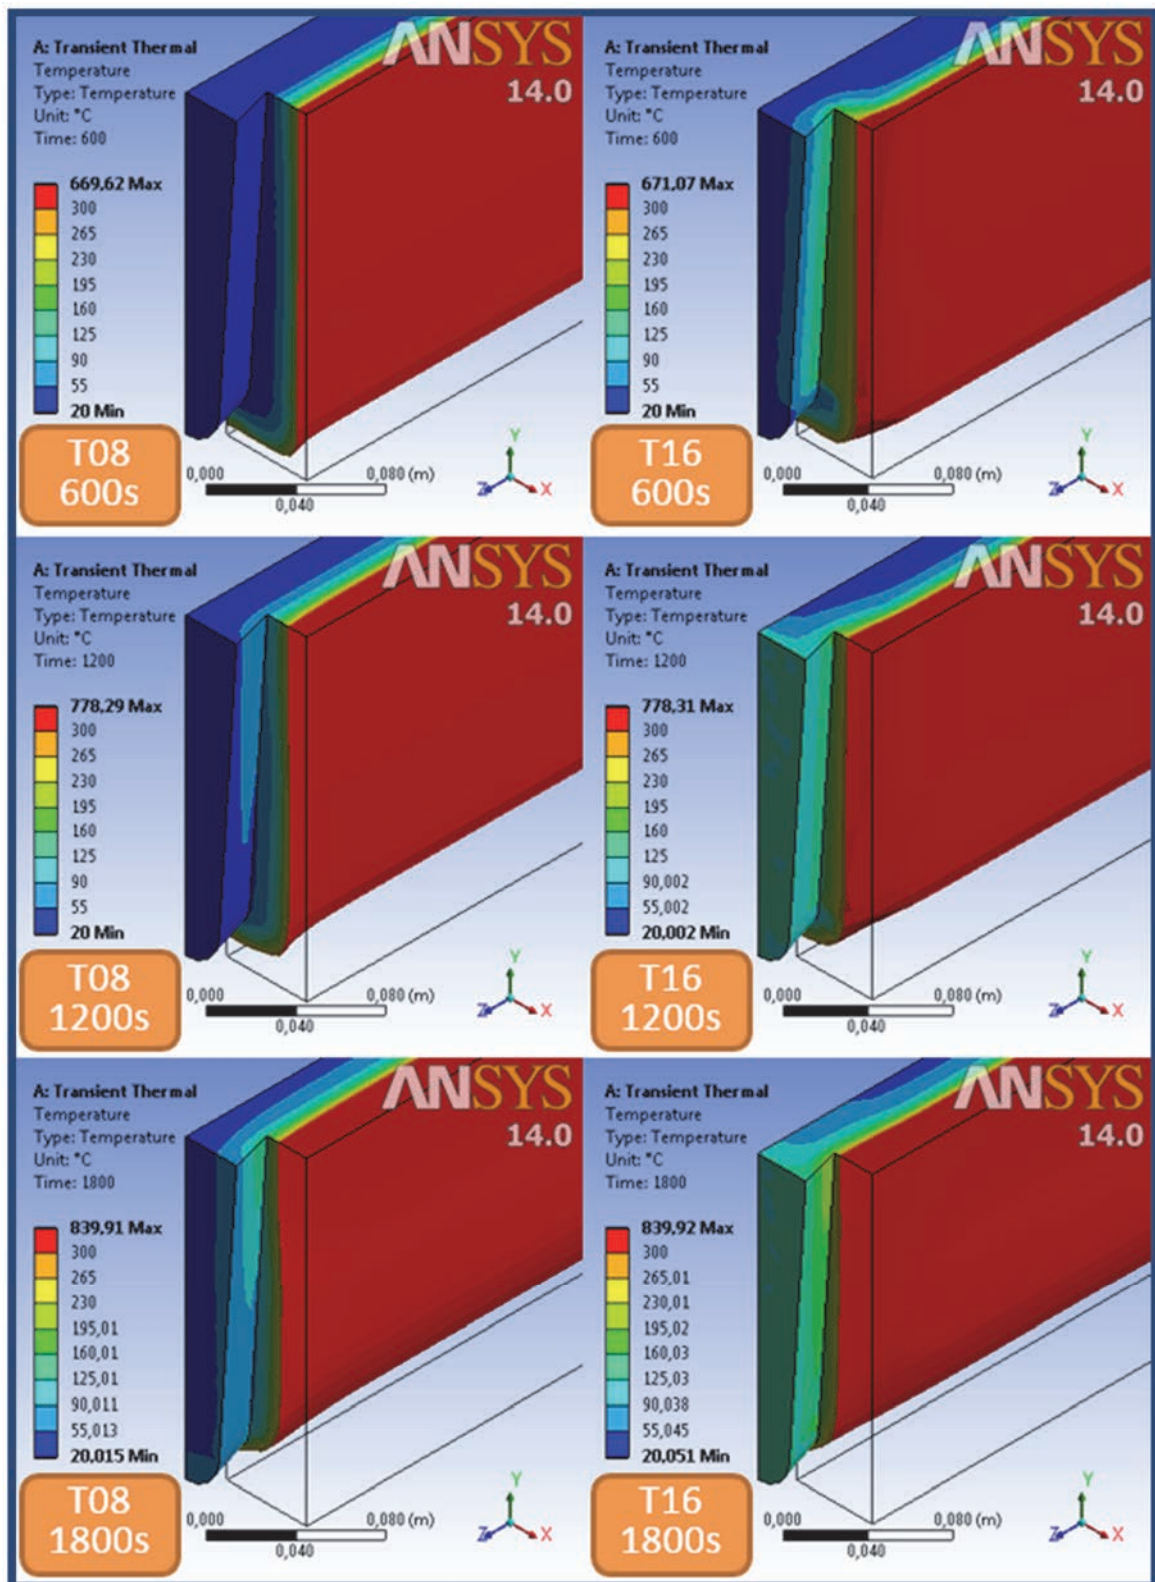 A: Transient Thermal
Temperature
Type: Temperature
Unit: °C
Time: 600
ANSYS
14.0
669,62 Max
300
265
230
195
160
125
90
55
20 Min
T08
600s
0,000
0,080 (m)
0,040
Y
Z
X
A: Transient Thermal
Temperature
Type: Temperature
Unit: °C
Time: 600
ANSYS
14.0
671,07 Max
300
265
230
195
160
125
90
55
20 Min
T16
600s
0,000
0,080 (m)
0,040
Y
Z
X
A: Transient Thermal
Temperature
Type: Temperature
Unit: °C
Time: 1200
ANSYS
14.0
778,29 Max
300
265
230
195
160
125
90
55
20 Min
T08
1200s
0,000
0,080 (m)
0,040
Y
Z
X
A: Transient Thermal
Temperature
Type: Temperature
Unit: °C
Time: 1200
ANSYS
14.0
778,31 Max
300
265
230
195
160
125
90,002
55,002
20,002 Min
T16
1200s
0,000
0,080 (m)
0,040
Y
Z
X
A: Transient Thermal
Temperature
Type: Temperature
Unit: °C
Time: 1800
ANSYS
14.0
839,91 Max
300
265
230
195,01
160,01
125,01
90,011
55,013
20,015 Min
T08
1800s
0,000
0,080 (m)
0,040
Y
Z
X
A: Transient Thermal
Temperature
Type: Temperature
Unit: °C
Time: 1800
ANSYS
14.0
839,92 Max
300
265,01
230,01
195,02
160,03
125,03
90,038
55,045
20,051 Min
T16
1800s
0,000
0,080 (m)
0,040
Y
Z
X